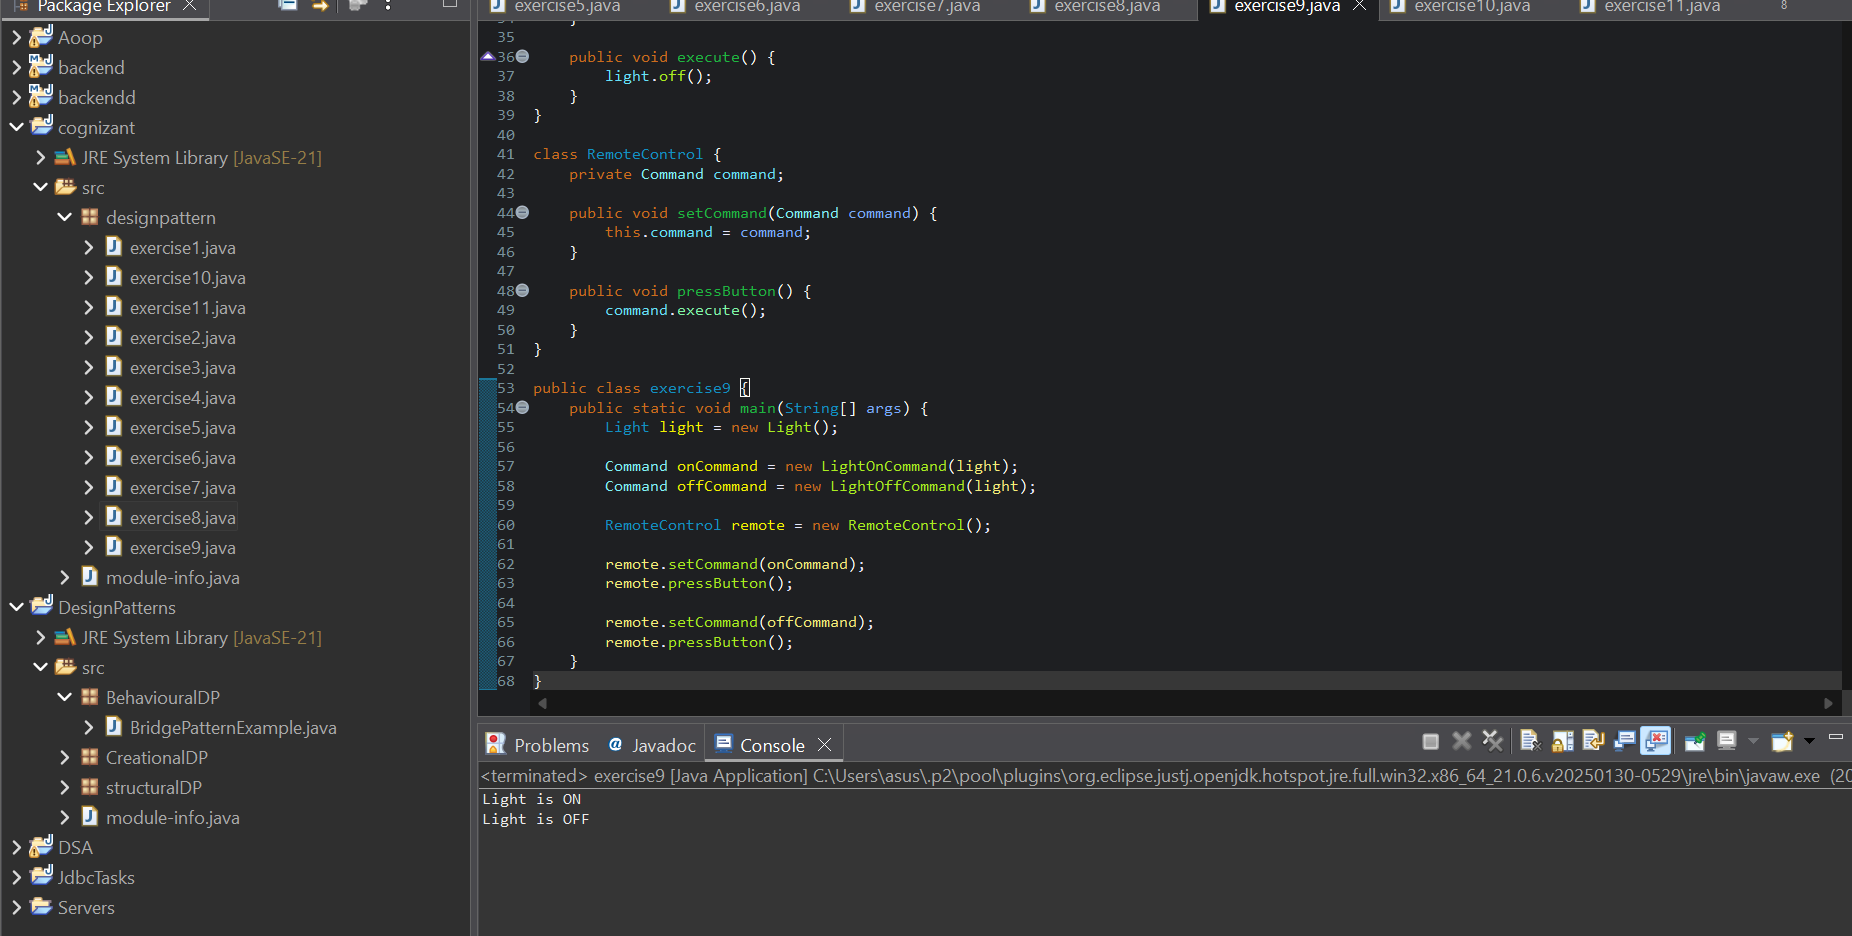 Package Explorer
Aoop
backend
backendd
cognizant
JRE System Library [JavaSE-21]
src
designpattern
exercise1.java
exercise10.java
exercise11.java
exercise2.java
exercise3.java
exercise4.java
exercise5.java
exercise6.java
exercise7.java
exercise8.java
exercise9.java
module-info.java
DesignPatterns
JRE System Library [JavaSE-21]
src
BehaviouralDP
BridgePatternExample.java
CreationalDP
structuralDP
module-info.java
DSA
JdbcTasks
Servers
exercise5.java exercise6.java exercise7.java exercise8.java exercise9.java exercise10.java exercise11.java 8
35
36     public void execute() {
37         light.off();
38     }
39 }
40
41 class RemoteControl {
42     private Command command;
43
44     public void setCommand(Command command) {
45         this.command = command;
46     }
47
48     public void pressButton() {
49         command.execute();
50     }
51 }
52
53 public class exercise9 {
54     public static void main(String[] args) {
55         Light light = new Light();
56
57         Command onCommand = new LightOnCommand(light);
58         Command offCommand = new LightOffCommand(light);
59
60         RemoteControl remote = new RemoteControl();
61
62         remote.setCommand(onCommand);
63         remote.pressButton();
64
65         remote.setCommand(offCommand);
66         remote.pressButton();
67     }
68 }
Problems @ Javadoc Console
<terminated> exercise9 [Java Application] C:\Users\asus\.p2\pool\plugins\org.eclipse.justj.openjdk.hotspot.jre.full.win32.x86_64_21.0.6.v20250130-0529\jre\bin\javaw.exe (20
Light is ON
Light is OFF